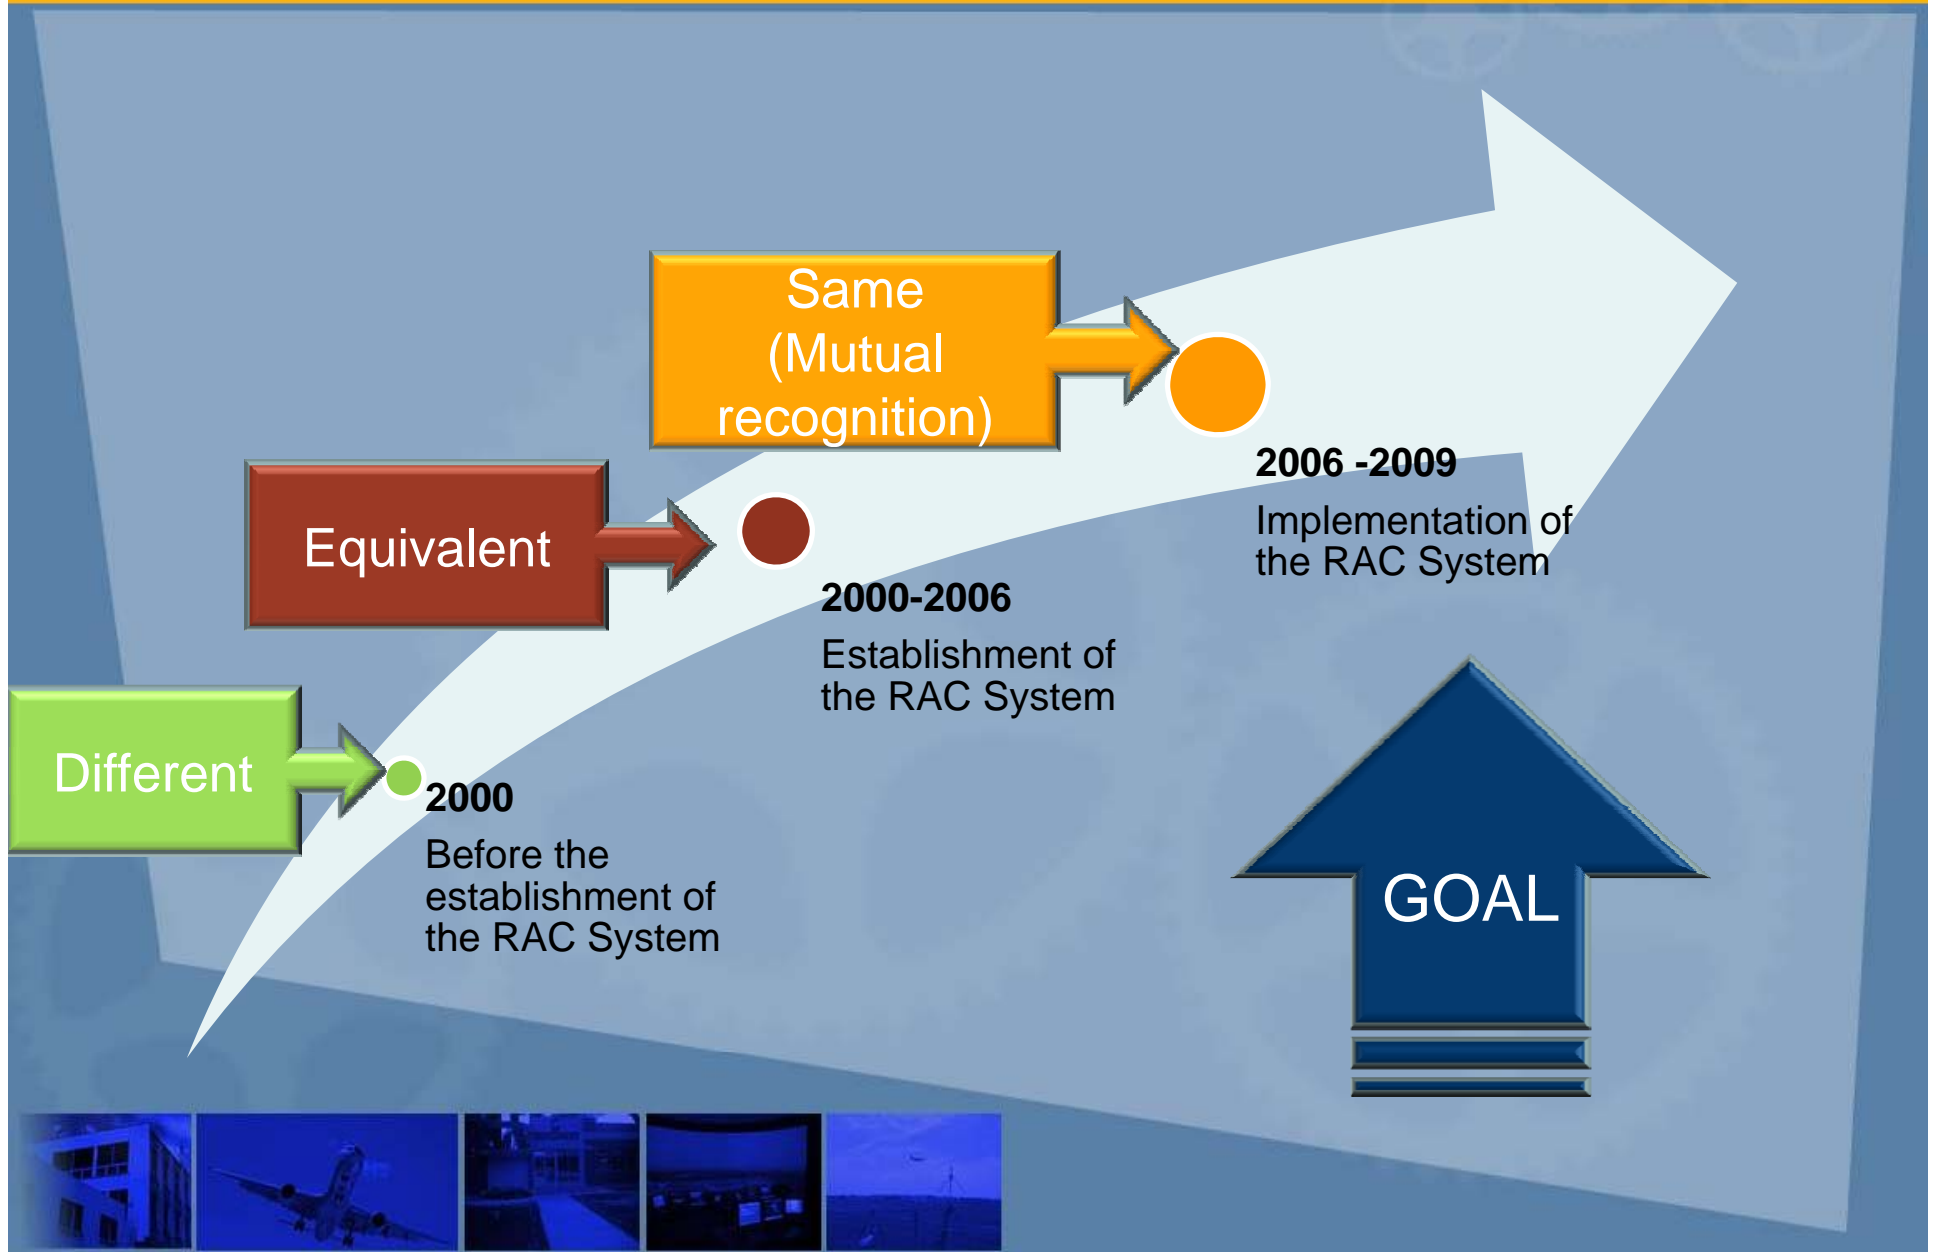 Same
(Mutual
recognition)
2006 -2009
Implementation of
the RAC System
Equivalent
2000-2006
Establishment of
the RAC System
Different
2000
Before the
establishment of
the RAC System
GOAL